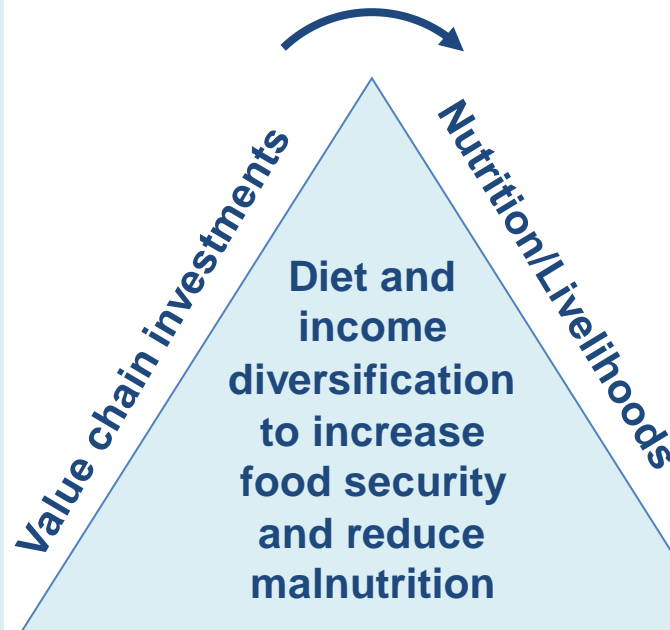 Value chain investments
Nutrition/Livelihoods
Diet and
income
diversification
to increase
food security
and reduce
malnutrition